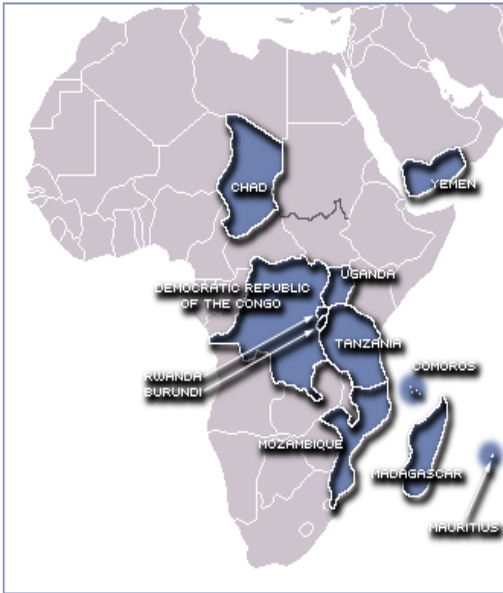 CHAD
YEMEN
UGANDA
DEMOCRATIC REPUBLIC
OF THE CONGO
TANZANIA
COMOROS
RWANDA
BURUNDI
MOZAMBIQUE
MADAGASCAR
MAURITIUS